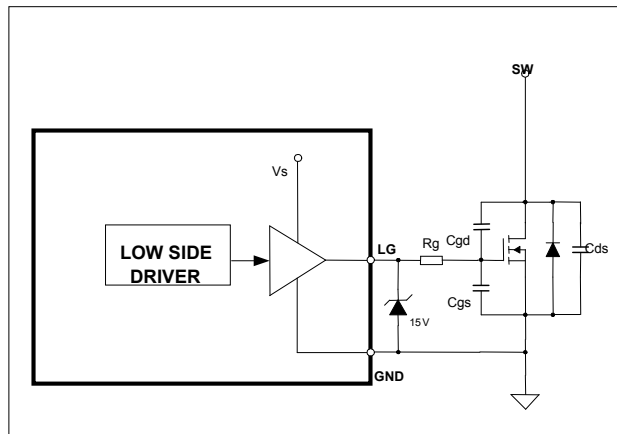 SW
Vs
LOW SIDE
DRIVER
LG
Rg
Cgd
Cgs
Cds
15V
GND